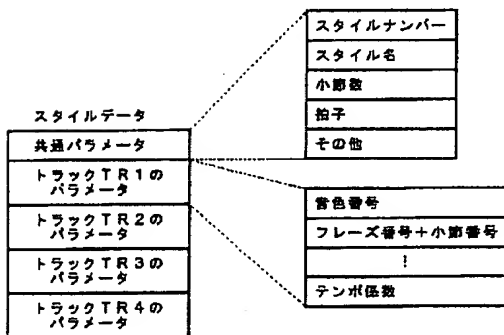 スタイルナンバー
スタイル名
小節数
拍子
その他
スタイルデータ
共通パラメータ
トラックTR1の
パラメータ
トラックTR2の
パラメータ
トラックTR3の
パラメータ
トラックTR4の
パラメータ
音色番号
フレーズ番号+小節番号
⋮
テンポ係数